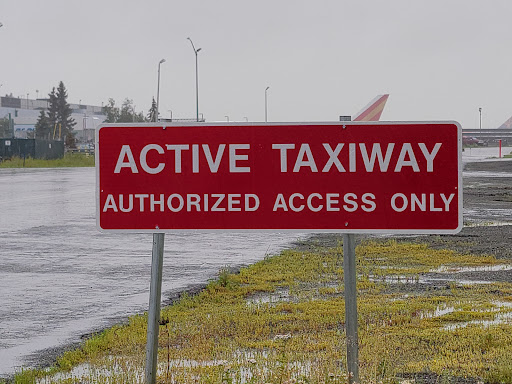 ACTIVE TAXIWAY
AUTHORIZED ACCESS ONLY